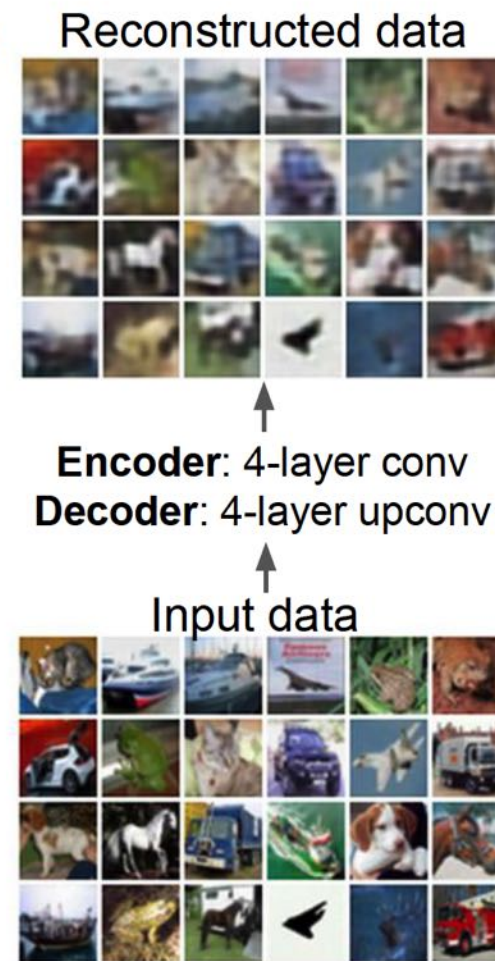 Reconstructed data
Encoder: 4-layer conv
Decoder: 4-layer upconv
Input data